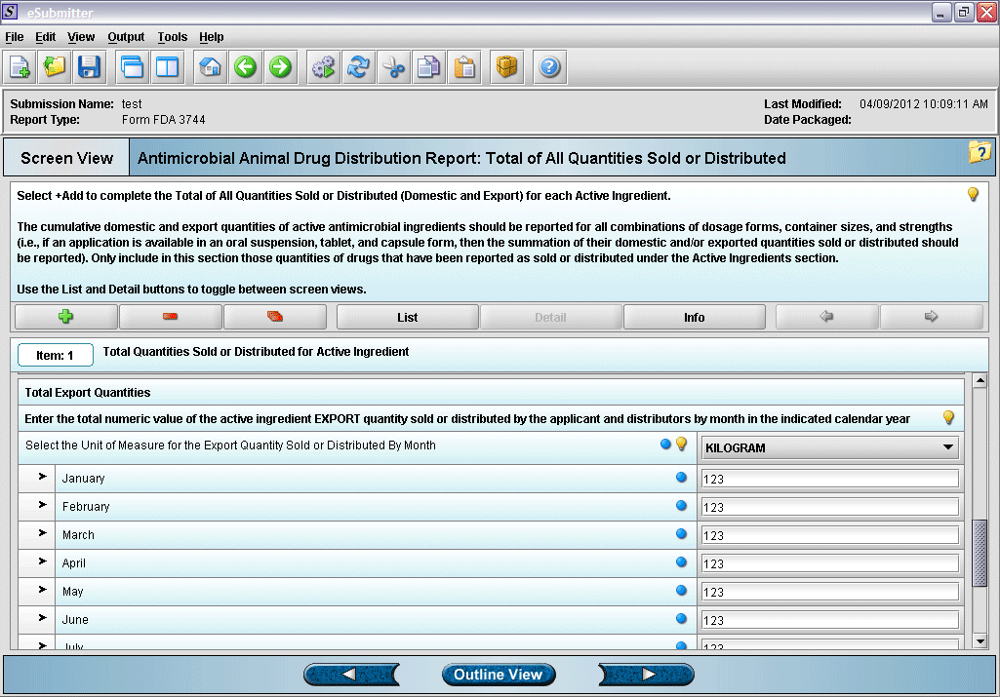 S eSubmitter
File Edit View Output Tools Help
Submission Name: test
Last Modified: 04/09/2012 10:09:11 AM
Report Type: Form FDA 3744
Date Packaged:
Screen View
Antimicrobial Animal Drug Distribution Report: Total of All Quantities Sold or Distributed
Select +Add to complete the Total of All Quantities Sold or Distributed (Domestic and Export) for each Active Ingredient.
The cumulative domestic and export quantities of active antimicrobial ingredients should be reported for all combinations of dosage forms, container sizes, and strengths
(i.e., if an application is available in an oral suspension, tablet, and capsule form, then the summation of their domestic and/or exported quantities sold or distributed should
be reported). Only include in this section those quantities of drugs that have been reported as sold or distributed under the Active Ingredients section.
Use the List and Detail buttons to toggle between screen views.
List Detail Info
Item: 1 Total Quantities Sold or Distributed for Active Ingredient
Total Export Quantities
Enter the total numeric value of the active ingredient EXPORT quantity sold or distributed by the applicant and distributors by month in the indicated calendar year
Select the Unit of Measure for the Export Quantity Sold or Distributed By Month KILOGRAM
January 123
February 123
March 123
April 123
May 123
June 123
July 123
Outline View